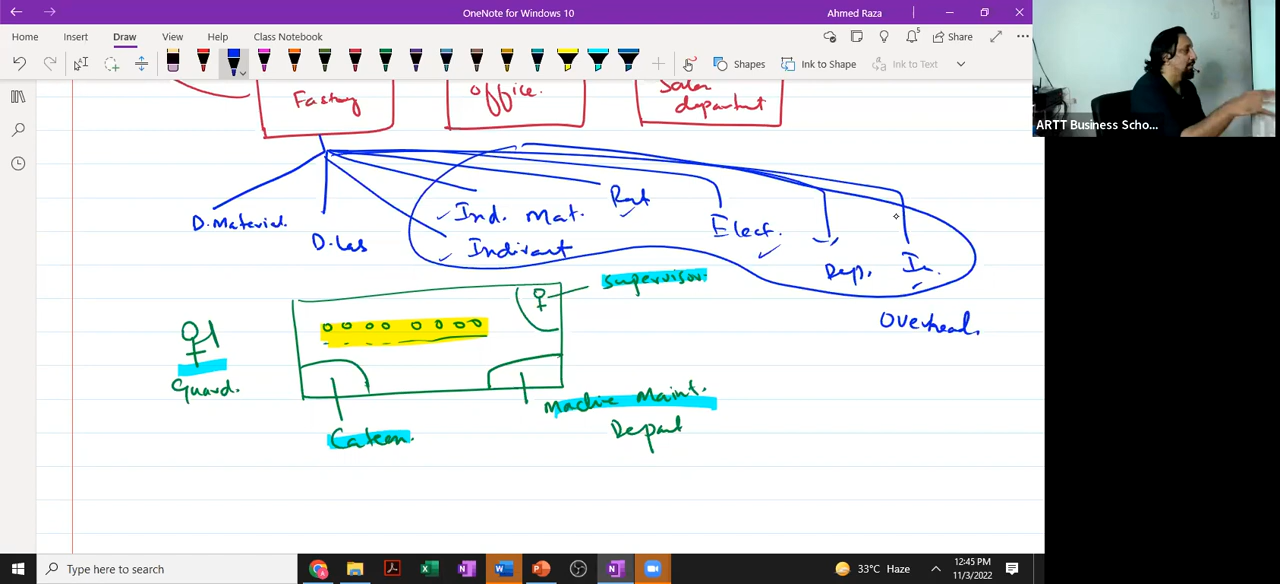 OneNote for Windows 10
Ahmed Raza
Home Insert Draw View Help Class Notebook
Share
Shapes Ink to Shape Ink to Text
Factory
office.
Sales
department
D.Material.
D.Lab
Ind. Mat.
Indirect
Rent
Elect.
Dep.
In.
Overhead.
Supervisor.
Guard.
Cateen.
Machine Maint.
Depart
ARTT Business Scho...
Type here to search
33°C Haze
12:45 PM
11/3/2022